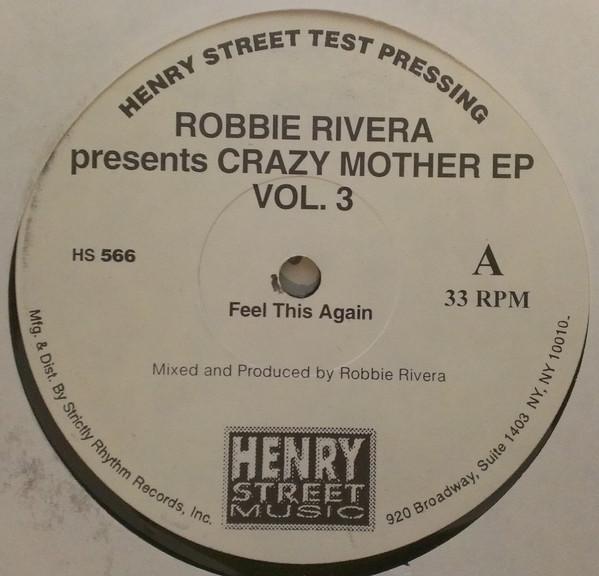 HENRY STREET TEST PRESSING
ROBBIE RIVERA
presents CRAZY MOTHER EP
VOL. 3
HS 566
A
33 RPM
Feel This Again
Mixed and Produced by Robbie Rivera
HENRY
STREET
MUSIC
Mfg. & Dist. By Strictly Rhythm Records, Inc.
920 Broadway, Suite 1403 NY, NY 10010-